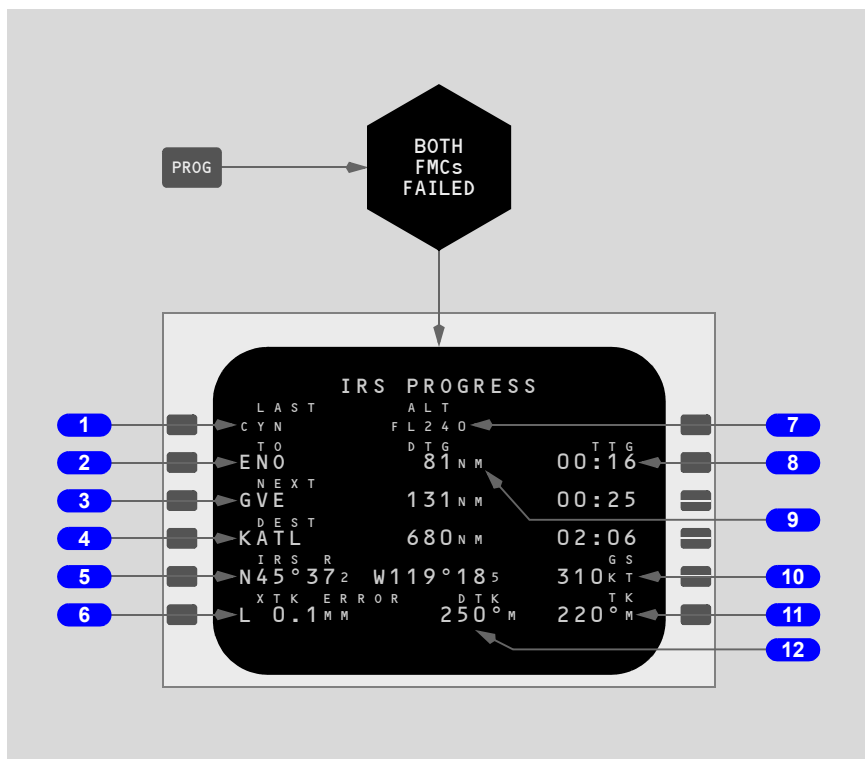 BOTH
FMCs
FAILED
PROG
IRS PROGRESS
LAST ALT
1 CYN FL240 7
TO DTG TTG
2 ENO 81NM 00:16 8
NEXT
3 GVE 131NM 00:25
9
DEST
4 KATL 680NM 02:06
IRS R GS
5 N45°372 W119°185 310KT 10
XTK ERROR DTK TK
6 L 0.1MM 250°M 220°M 11
12